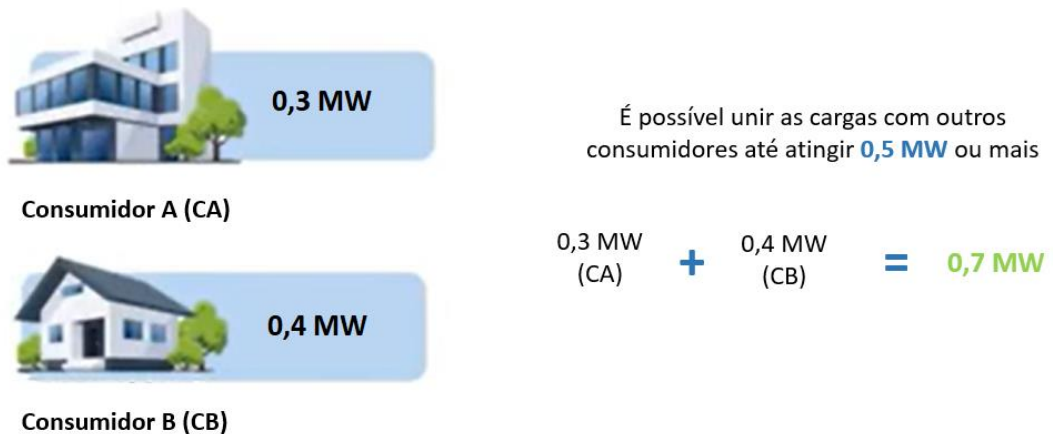 0,3 MW
Consumidor A (CA)
0,4 MW
Consumidor B (CB)
É possível unir as cargas com outros
consumidores até atingir 0,5 MW ou mais
0,3 MW + 0,4 MW = 0,7 MW
(CA) (CB)